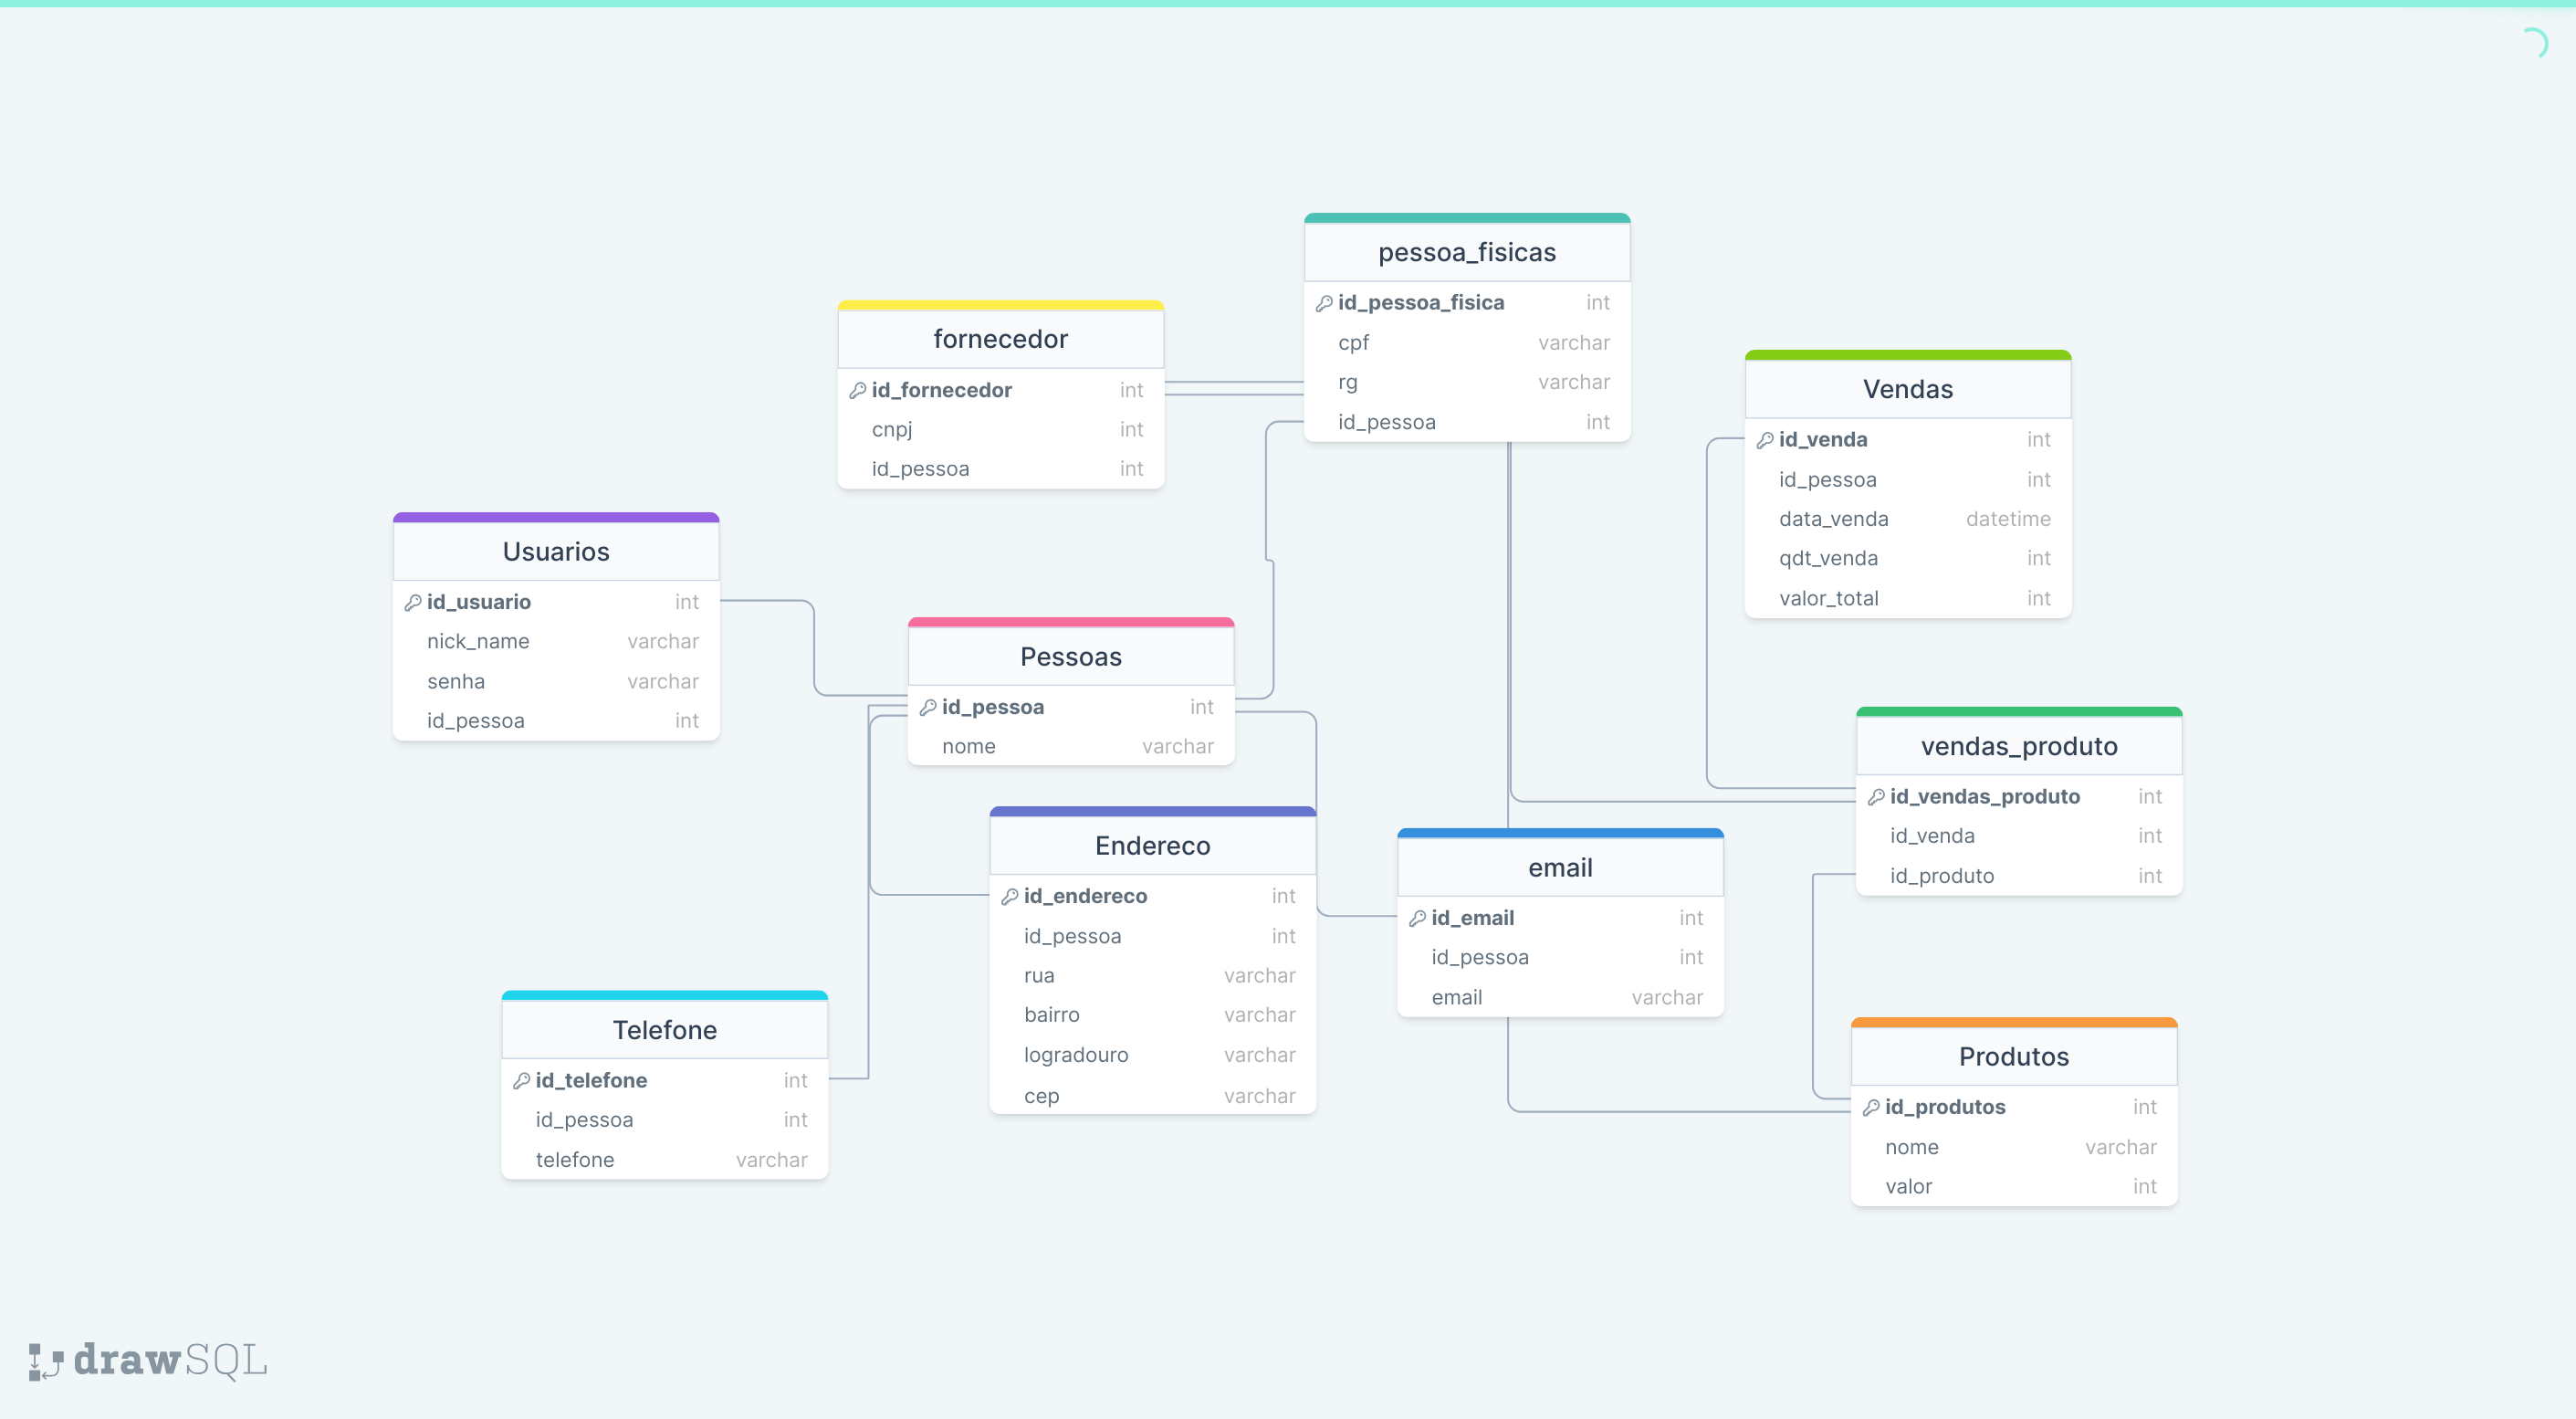 pessoa_fisicas
id_pessoa_fisica int
cpf varchar
rg varchar
id_pessoa int
fornecedor
id_fornecedor int
cnpj int
id_pessoa int
Vendas
id_venda int
id_pessoa int
data_venda datetime
qdt_venda int
valor_total int
Usuarios
id_usuario int
nick_name varchar
senha varchar
id_pessoa int
Pessoas
id_pessoa int
nome varchar
vendas_produto
id_vendas_produto int
id_venda int
id_produto int
Endereco
id_endereco int
id_pessoa int
rua varchar
bairro varchar
logradouro varchar
cep varchar
email
id_email int
id_pessoa int
email varchar
Telefone
id_telefone int
id_pessoa int
telefone varchar
Produtos
id_produtos int
nome varchar
valor int
drawSQL